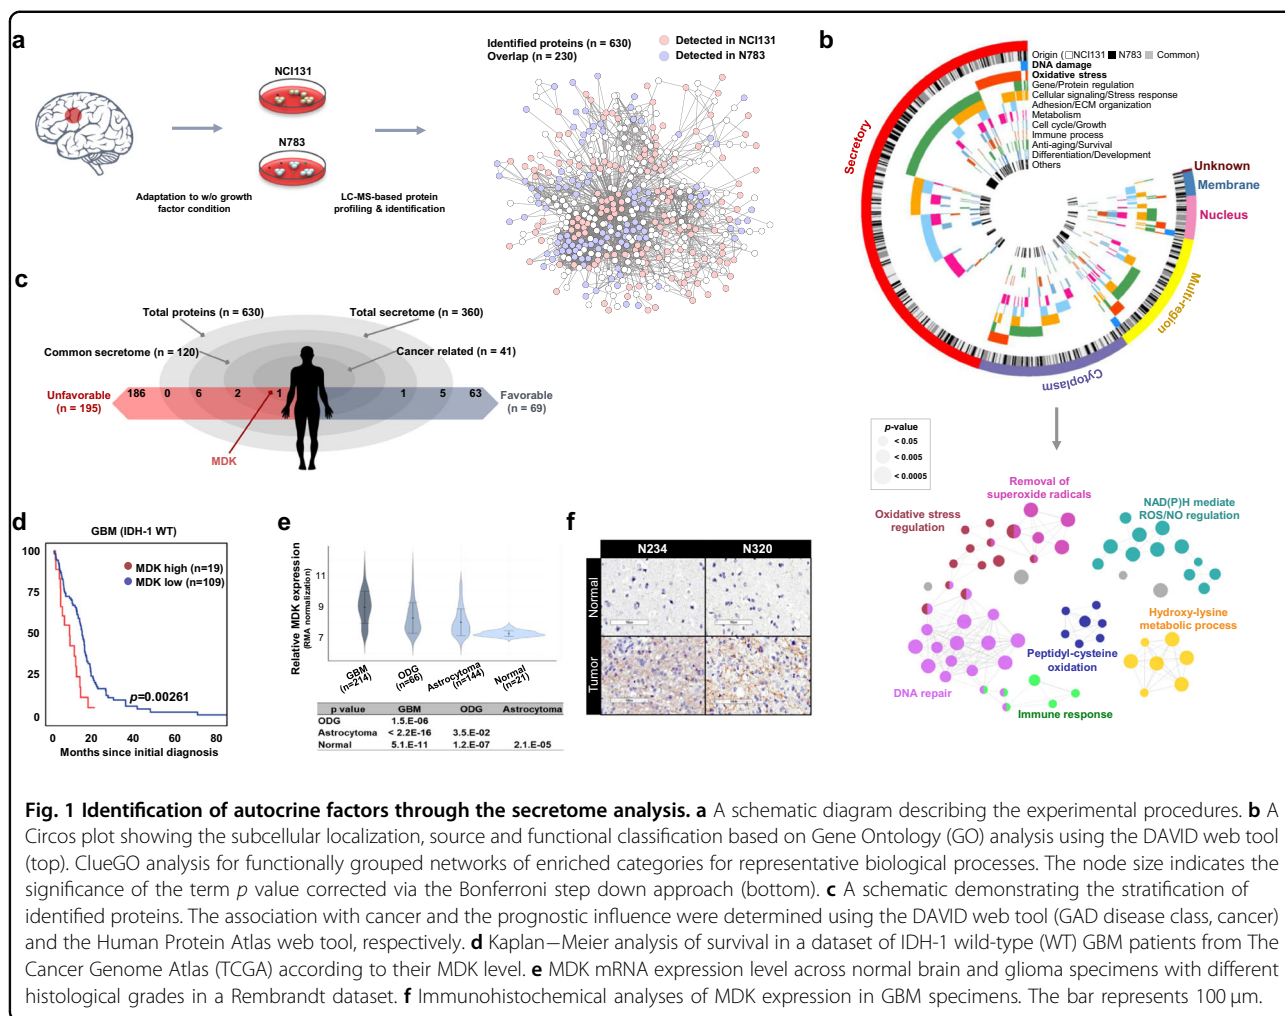 a
NCI131
N783
Adaptation to w/o growth
factor condition
LC-MS-based protein
profiling & identification
Identified proteins (n = 630)
Overlap (n = 230)
Detected in NCI131
Detected in N783
b
Origin (□NCI131 ■ N783 ■ Common)
DNA damage
Oxidative stress
Gene/Protein regulation
Cellular signaling/Stress response
Adhesion/ECM organization
Metabolism
Cell cycle/Growth
Immune process
Anti-aging/Survival
Differentiation/Development
Others
Secretory
Unknown
Membrane
Nucleus
Multi-region
Cytoplasm
p-value
< 0.05
< 0.005
< 0.0005
Removal of
superoxide radicals
Oxidative stress
regulation
NAD(P)H mediate
ROS/NO regulation
Hydroxy-lysine
metabolic process
Peptidyl-cysteine
oxidation
DNA repair
Immune response
c
Total proteins (n = 630)
Total secretome (n = 360)
Common secretome (n = 120)
Cancer related (n = 41)
Unfavorable
(n = 195)
186 0 6 2 1 1 5 63
Favorable
(n = 69)
MDK
d
GBM (IDH-1 WT)
MDK high (n=19)
MDK low (n=109)
100
75
50
25
0
p=0.00261
0 20 40 60 80
Months since initial diagnosis
e
Relative MDK expression
(RMA normalization)
11
9
7
GBM
(n=214)
ODG
(n=66)
Astrocytoma
(n=144)
Normal
(n=21)
p value GBM ODG Astrocytoma
ODG 1.5.E-06
Astrocytoma < 2.2E-16 3.5.E-02
Normal 5.1.E-11 1.2.E-07 2.1.E-05
f
N234 N320
Normal
Tumor
Fig. 1 Identification of autocrine factors through the secretome analysis. a A schematic diagram describing the experimental procedures. b A
Circos plot showing the subcellular localization, source and functional classification based on Gene Ontology (GO) analysis using the DAVID web tool
(top). ClueGO analysis for functionally grouped networks of enriched categories for representative biological processes. The node size indicates the
significance of the term p value corrected via the Bonferroni step down approach (bottom). c A schematic demonstrating the stratification of
identified proteins. The association with cancer and the prognostic influence were determined using the DAVID web tool (GAD disease class, cancer)
and the Human Protein Atlas web tool, respectively. d Kaplan−Meier analysis of survival in a dataset of IDH-1 wild-type (WT) GBM patients from The
Cancer Genome Atlas (TCGA) according to their MDK level. e MDK mRNA expression level across normal brain and glioma specimens with different
histological grades in a Rembrandt dataset. f Immunohistochemical analyses of MDK expression in GBM specimens. The bar represents 100 μm.